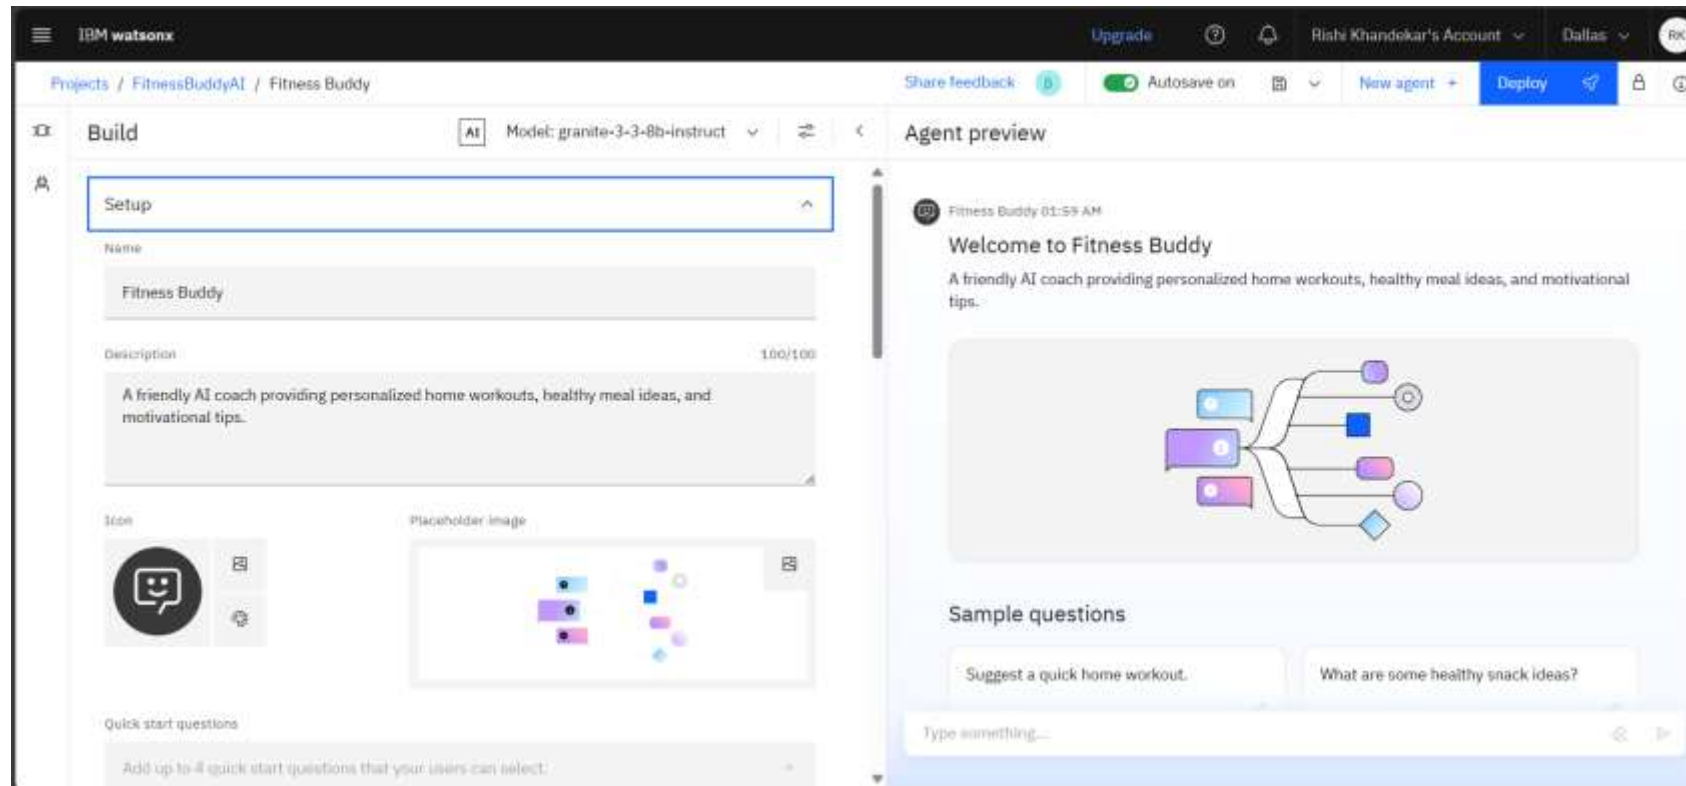 IBM watsonx
Upgrade
Rishi Khandekar's Account
Dallas
RK
Projects / FitnessBuddyAI / Fitness Buddy
Share feedback
Autosave on
New agent +
Deploy
Build
AI
Model: granite-3-3-8b-instruct
Agent preview
Setup
Name
Fitness Buddy
Description
100/100
A friendly AI coach providing personalized home workouts, healthy meal ideas, and
motivational tips.
Icon
Placeholder image
Quick start questions
Add up to 4 quick start questions that your users can select.
Fitness Buddy 01:59 AM
Welcome to Fitness Buddy
A friendly AI coach providing personalized home workouts, healthy meal ideas, and motivational
tips.
Sample questions
Suggest a quick home workout.
What are some healthy snack ideas?
Type something...